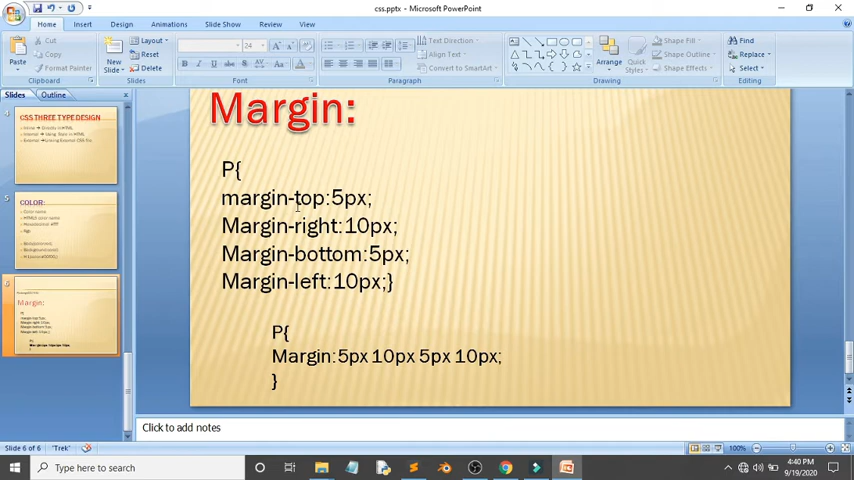 css.pptx - Microsoft PowerPoint
Home Insert Design Animations Slide Show Review View
Paste Cut Copy Format Painter Clipboard
New Slide Layout Reset Delete Slides
24 Font
Text Direction Align Text Convert to SmartArt Paragraph
Arrange Quick Styles Shape Fill Shape Outline Shape Effects Drawing
Find Replace Select Editing
Slides Outline
4
CSS THREE TYPE DESIGN
5
COLOR:
6
Margin:
Margin:
P{
margin-top:5px;
Margin-right:10px;
Margin-bottom:5px;
Margin-left:10px;}
P{
Margin:5px 10px 5px 10px;
}
Click to add notes
Slide 6 of 6 'Trek' 100%
Type here to search
4:40 PM
9/19/2020